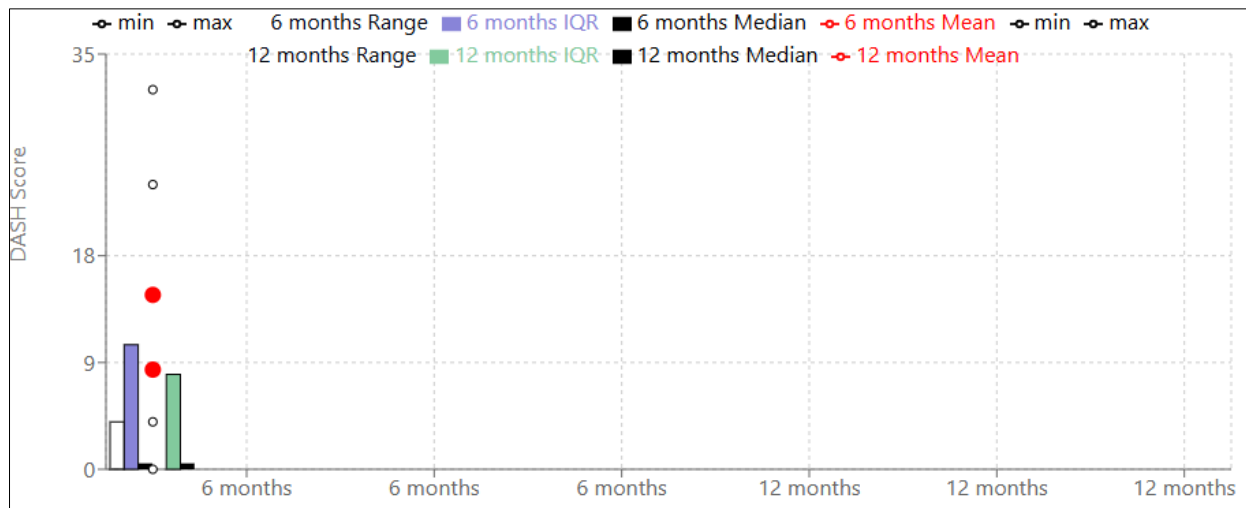 min max 6 months Range 6 months IQR 6 months Median 6 months Mean min max
12 months Range 12 months IQR 12 months Median 12 months Mean
35
DASH Score
18
9
0
6 months 6 months 6 months 12 months 12 months 12 months